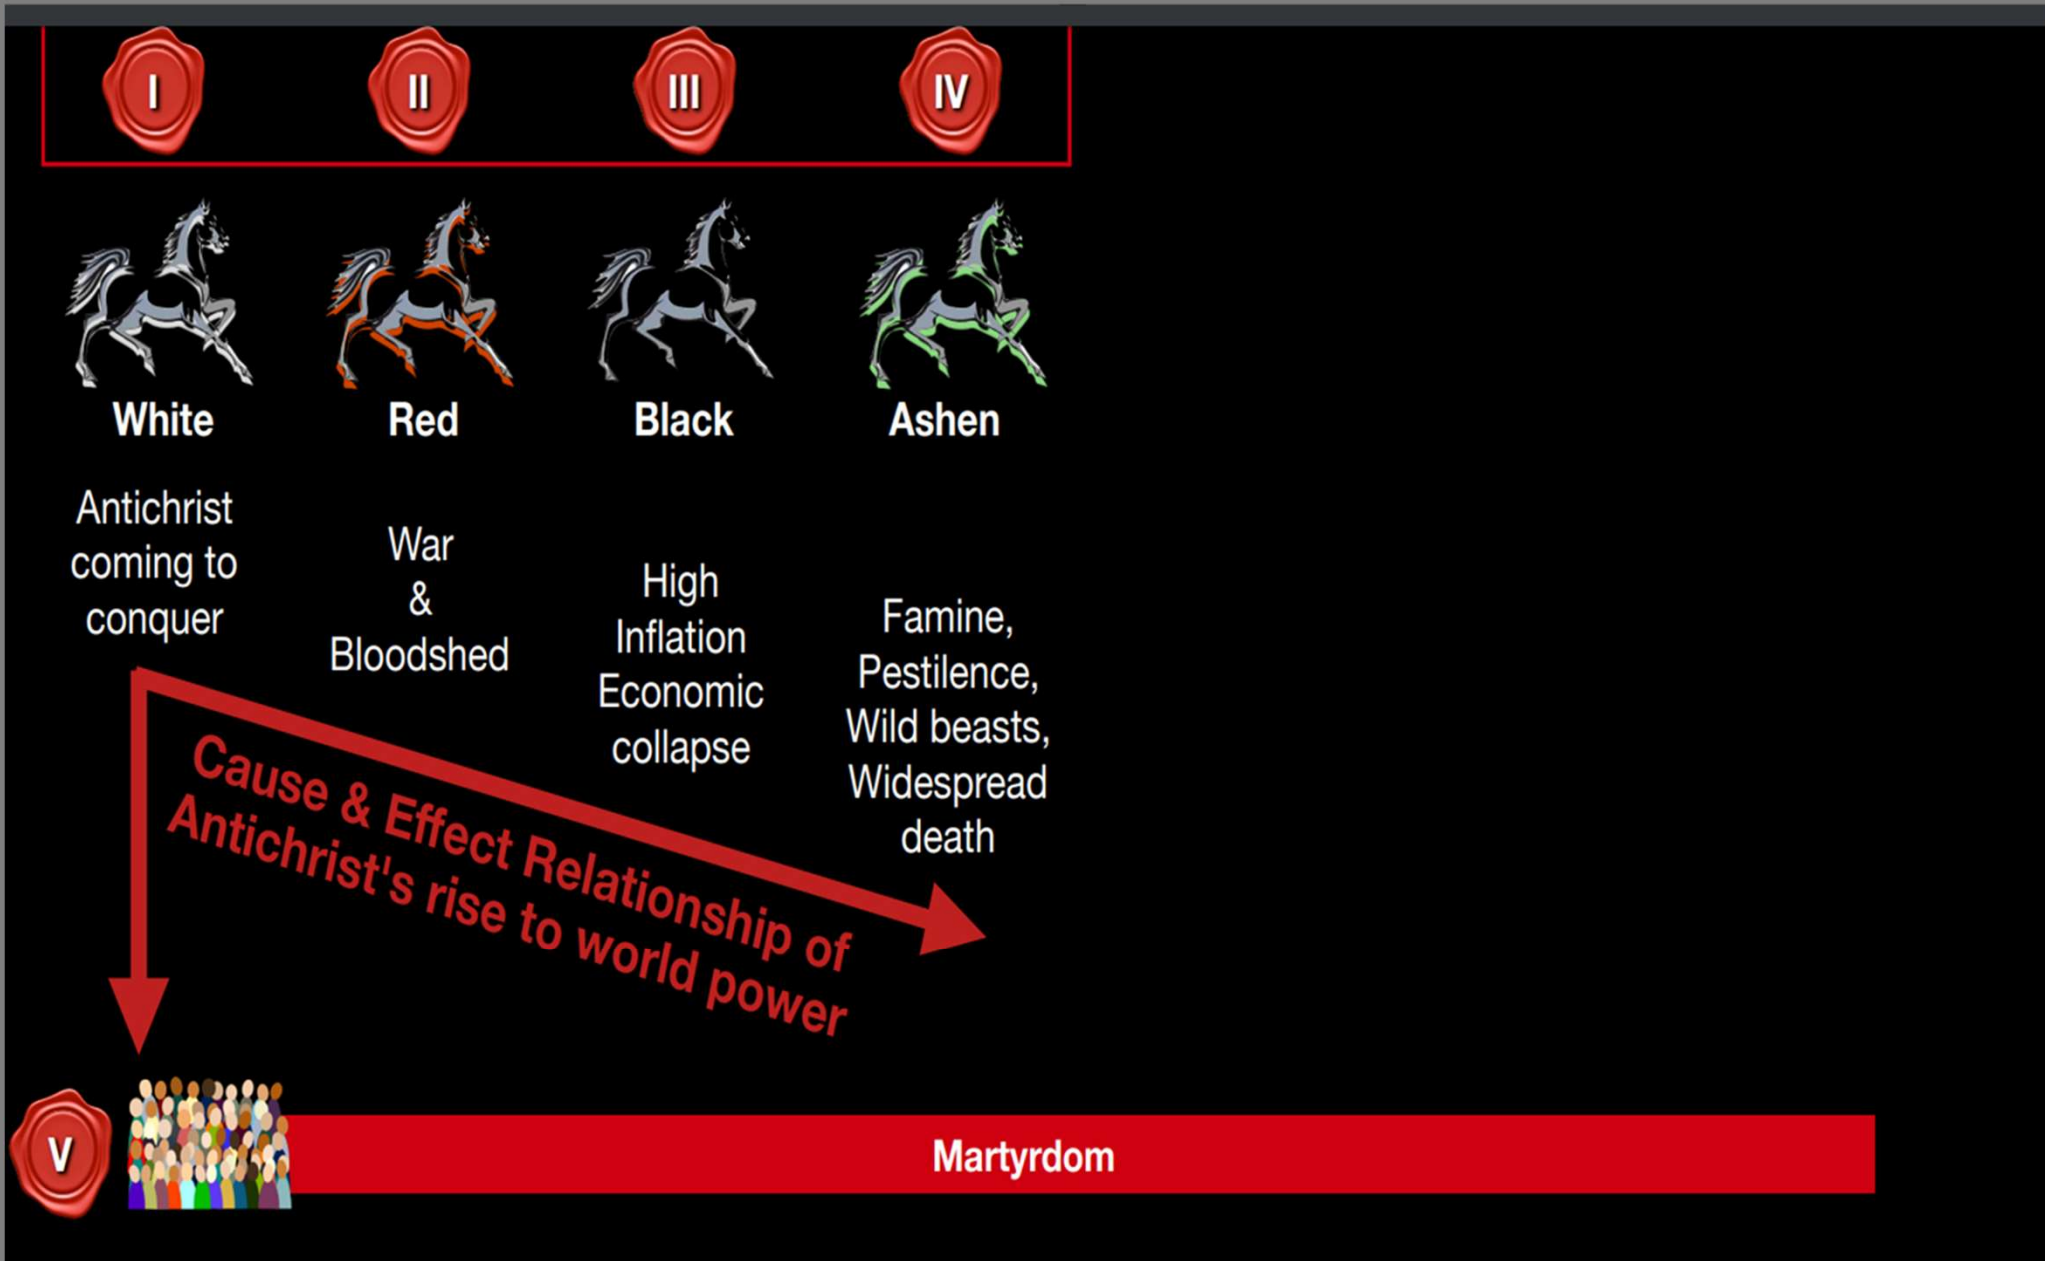 I
II
III
IV
White
Red
Black
Ashen
Antichrist
coming to
conquer
War
&
Bloodshed
High
Inflation
Economic
collapse
Famine,
Pestilence,
Wild beasts,
Widespread
death
Cause & Effect Relationship of
Antichrist's rise to world power
V
Martyrdom